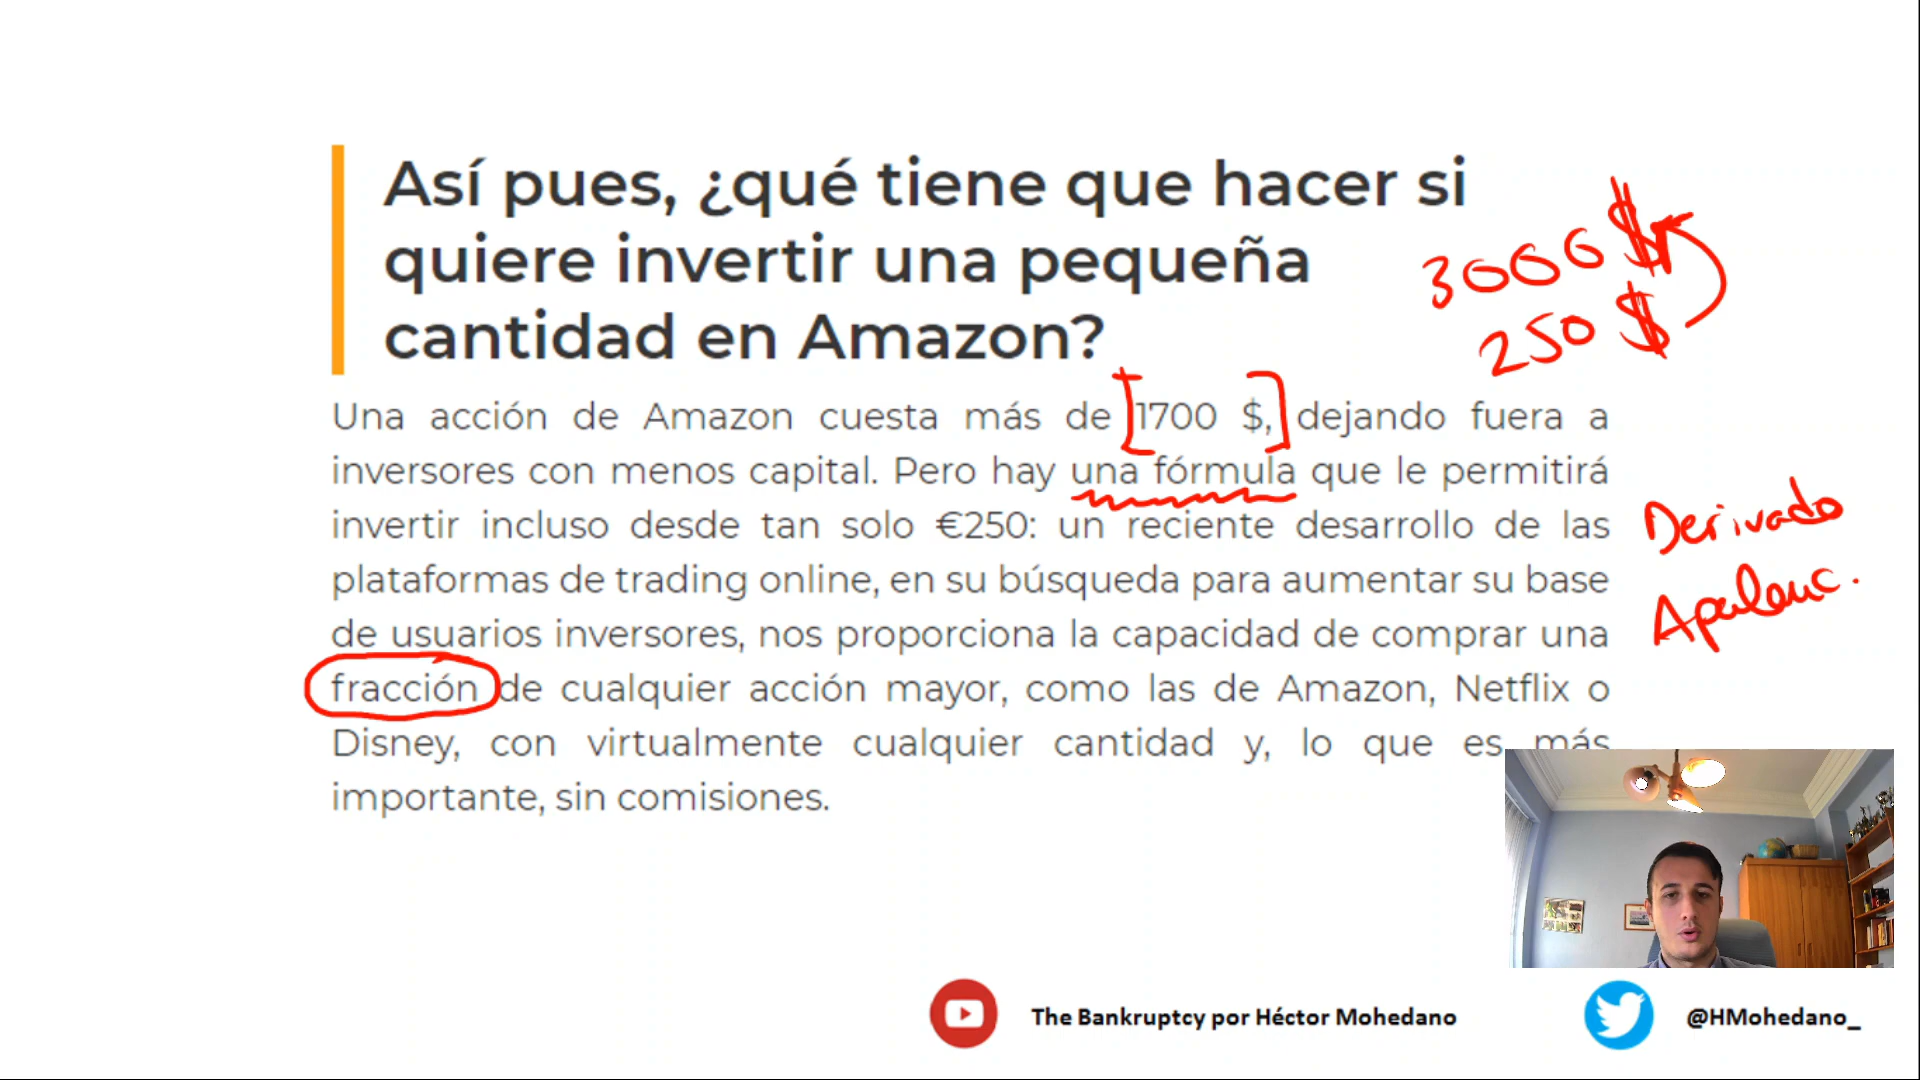 Así pues, ¿qué tiene que hacer si
quiere invertir una pequeña
cantidad en Amazon?
3000 $
250 $
Una acción de Amazon cuesta más de [1700 $,] dejando fuera a
inversores con menos capital. Pero hay una fórmula que le permitirá
invertir incluso desde tan solo €250: un reciente desarrollo de las
plataformas de trading online, en su búsqueda para aumentar su base
de usuarios inversores, nos proporciona la capacidad de comprar una
fracción de cualquier acción mayor, como las de Amazon, Netflix o
Disney, con virtualmente cualquier cantidad y, lo que es más
importante, sin comisiones.
Derivado
Apalanc.
The Bankruptcy por Héctor Mohedano
@HMohedano_